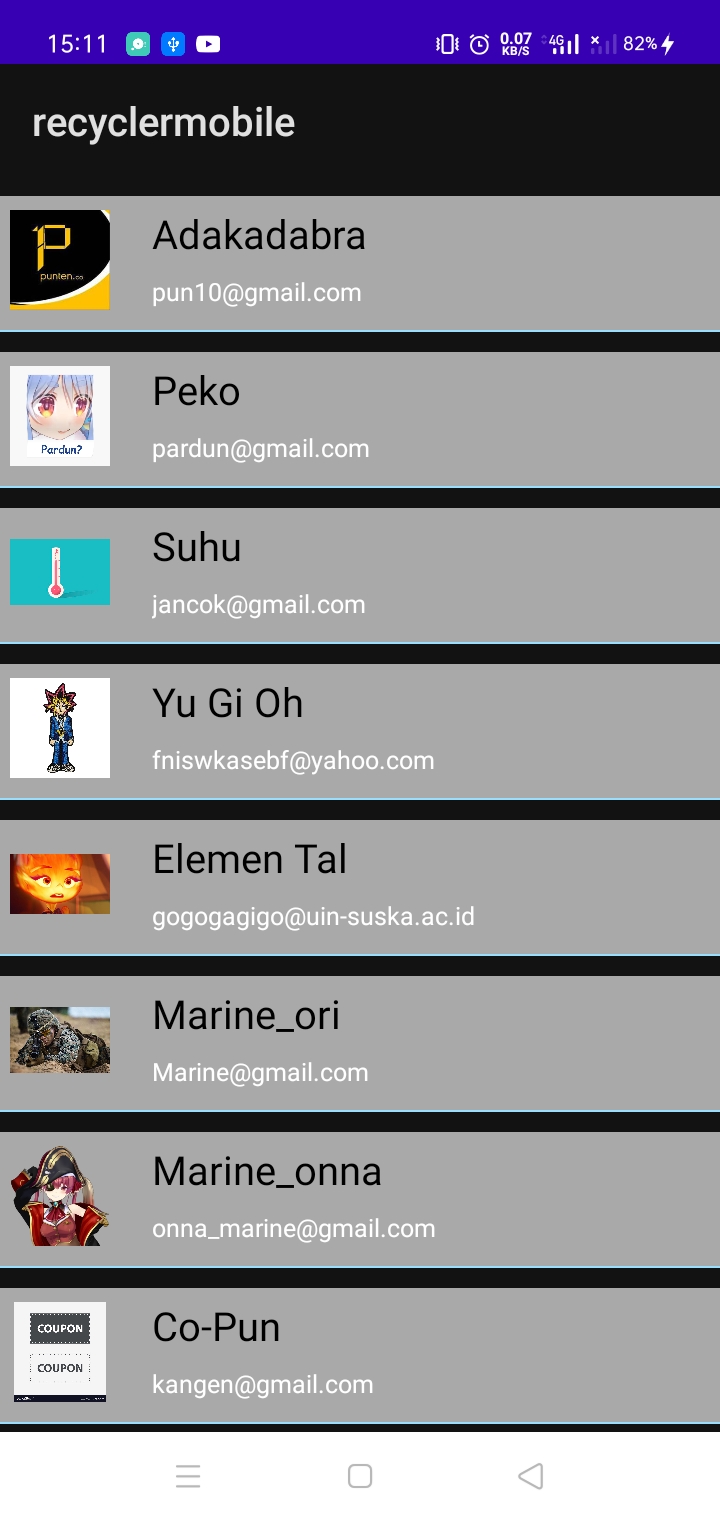 15:11
0.07
KB/S
4G
82%
recyclermobile
P
punten.co
Adakadabra
pun10@gmail.com
Pardun?
Peko
pardun@gmail.com
Suhu
jancok@gmail.com
Yu Gi Oh
fniswkasebf@yahoo.com
Elemen Tal
gogogagigo@uin-suska.ac.id
Marine_ori
Marine@gmail.com
Marine_onna
onna_marine@gmail.com
COUPON
COUPON
Co-Pun
kangen@gmail.com